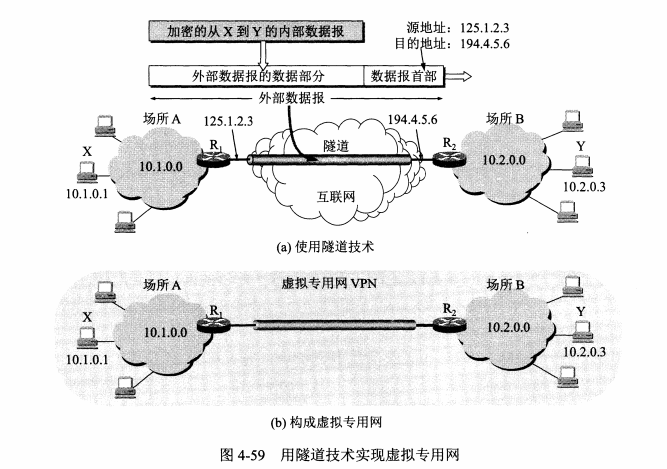 加密的从 X 到 Y 的内部数据报
源地址：125.1.2.3
目的地址：194.4.5.6
外部数据报的数据部分
数据报首部
外部数据报
场所 A
125.1.2.3
194.4.5.6
场所 B
X
R1
隧道
R2
Y
10.1.0.0
10.2.0.0
10.1.0.1
互联网
10.2.0.3
(a) 使用隧道技术
场所 A
虚拟专用网 VPN
场所 B
X
R1
R2
Y
10.1.0.0
10.2.0.0
10.1.0.1
10.2.0.3
(b) 构成虚拟专用网
图 4-59 用隧道技术实现虚拟专用网